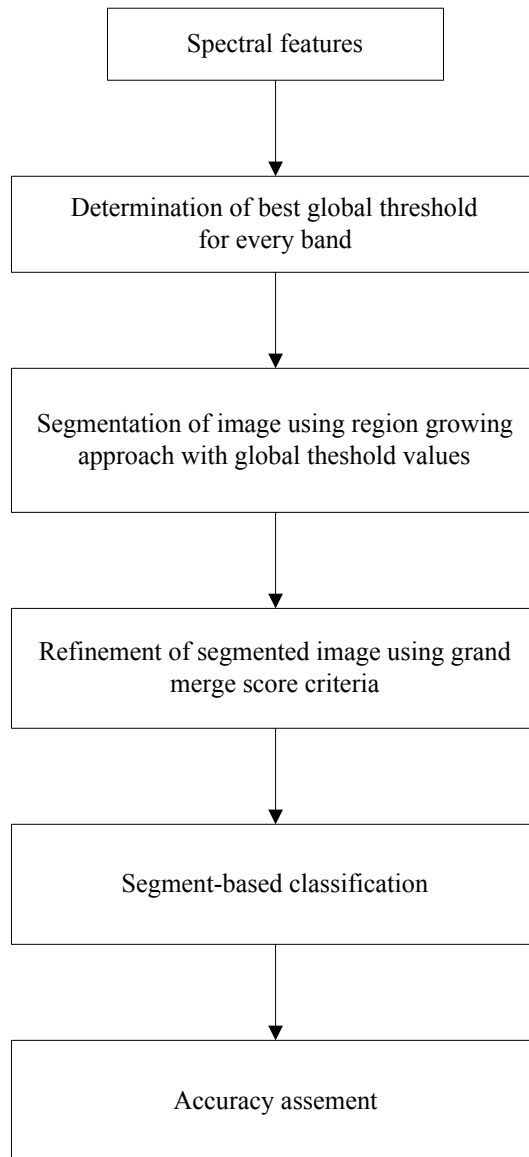 Spectral features
Determination of best global threshold
for every band
Segmentation of image using region growing
approach with global theshold values
Refinement of segmented image using grand
merge score criteria
Segment-based classification
Accuracy assement